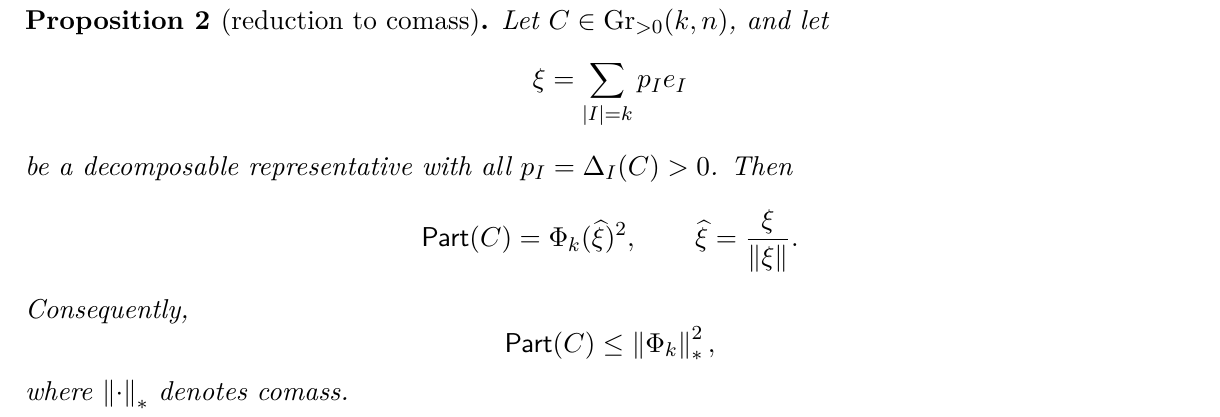 Proposition 2 (reduction to comass). Let C ∈ Gr_{>0}(k, n), and let
ξ = ∑_{|I|=k} p_I e_I
be a decomposable representative with all p_I = Δ_I(C) > 0. Then
Part(C) = Φ_k(ξ̂)², ξ̂ = ξ / ‖ξ‖.
Consequently,
Part(C) ≤ ‖Φ_k‖_*²,
where ‖·‖_* denotes comass.